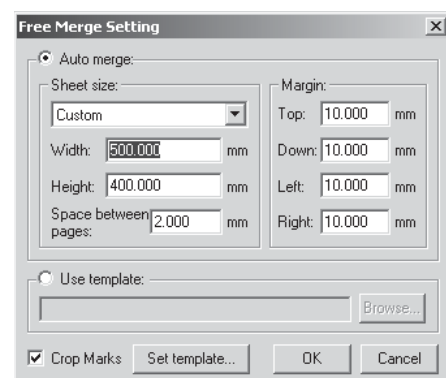 Free Merge Setting
Auto merge:
Sheet size:
Custom
Width: 500.000 mm
Height: 400.000 mm
Space between pages: 2.000 mm
Margin:
Top: 10.000 mm
Down: 10.000 mm
Left: 10.000 mm
Right: 10.000 mm
Use template:
Browse...
Crop Marks Set template... OK Cancel